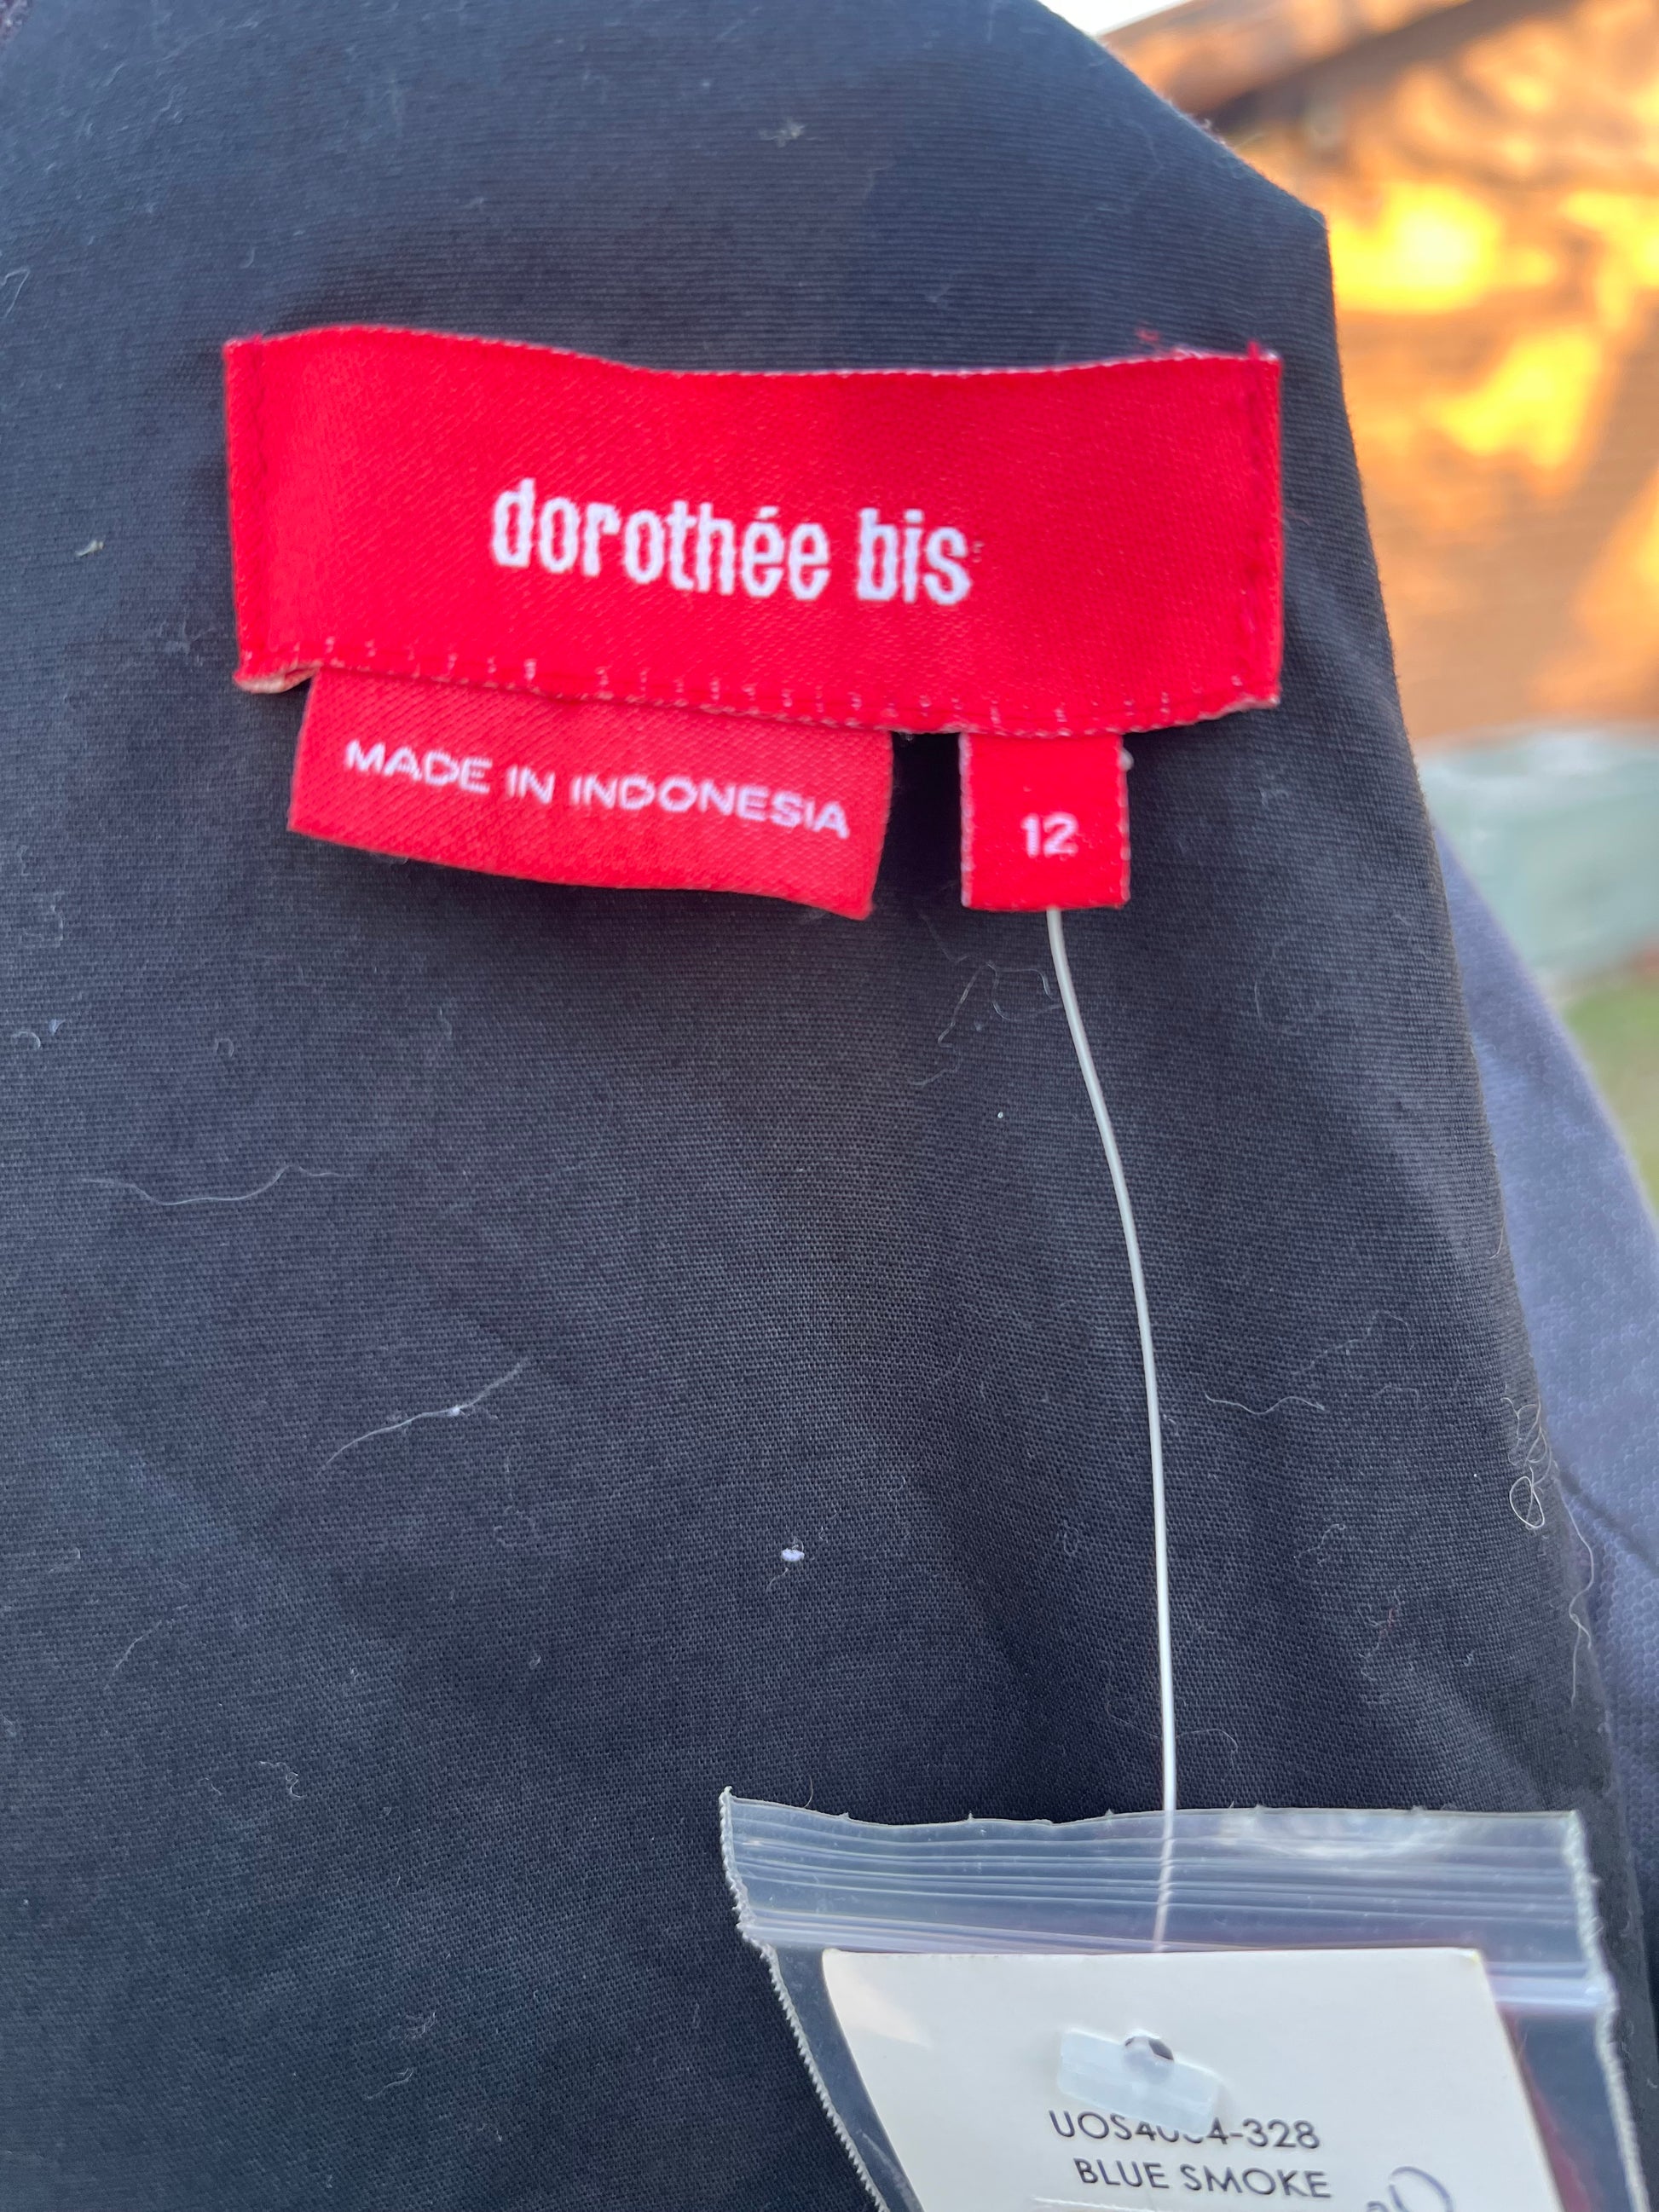 dorothée bis
MADE IN INDONESIA
12
BLUE SMOKE